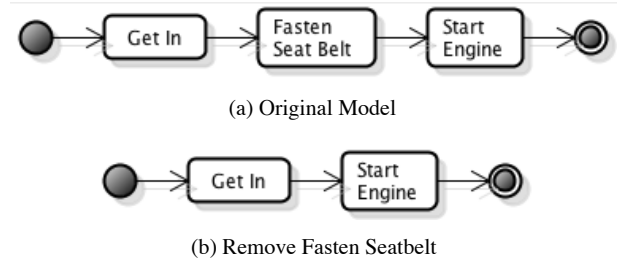 Get In
Fasten
Seat Belt
Start
Engine
(a) Original Model
Get In
Start
Engine
(b) Remove Fasten Seatbelt